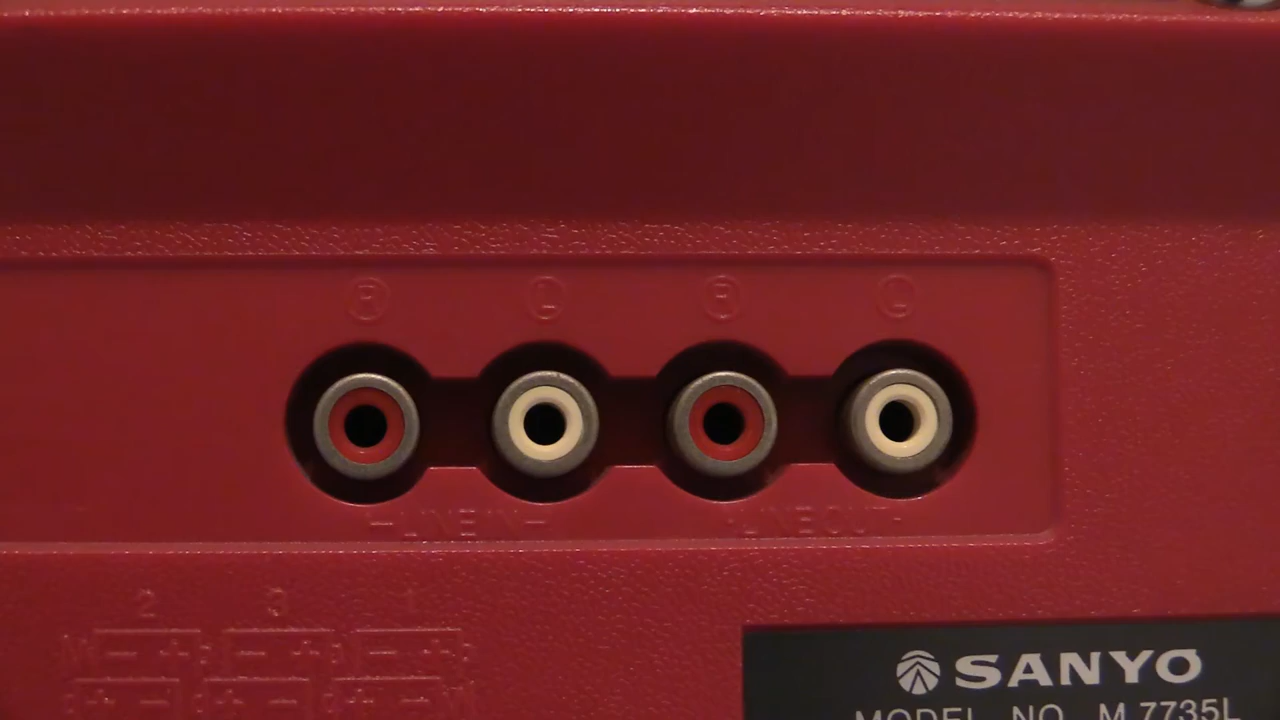 R L R L
LINE IN LINE OUT
2 3 1
- + - + - +
+ - + - + -
SANYO
MODEL NO. M 7735L